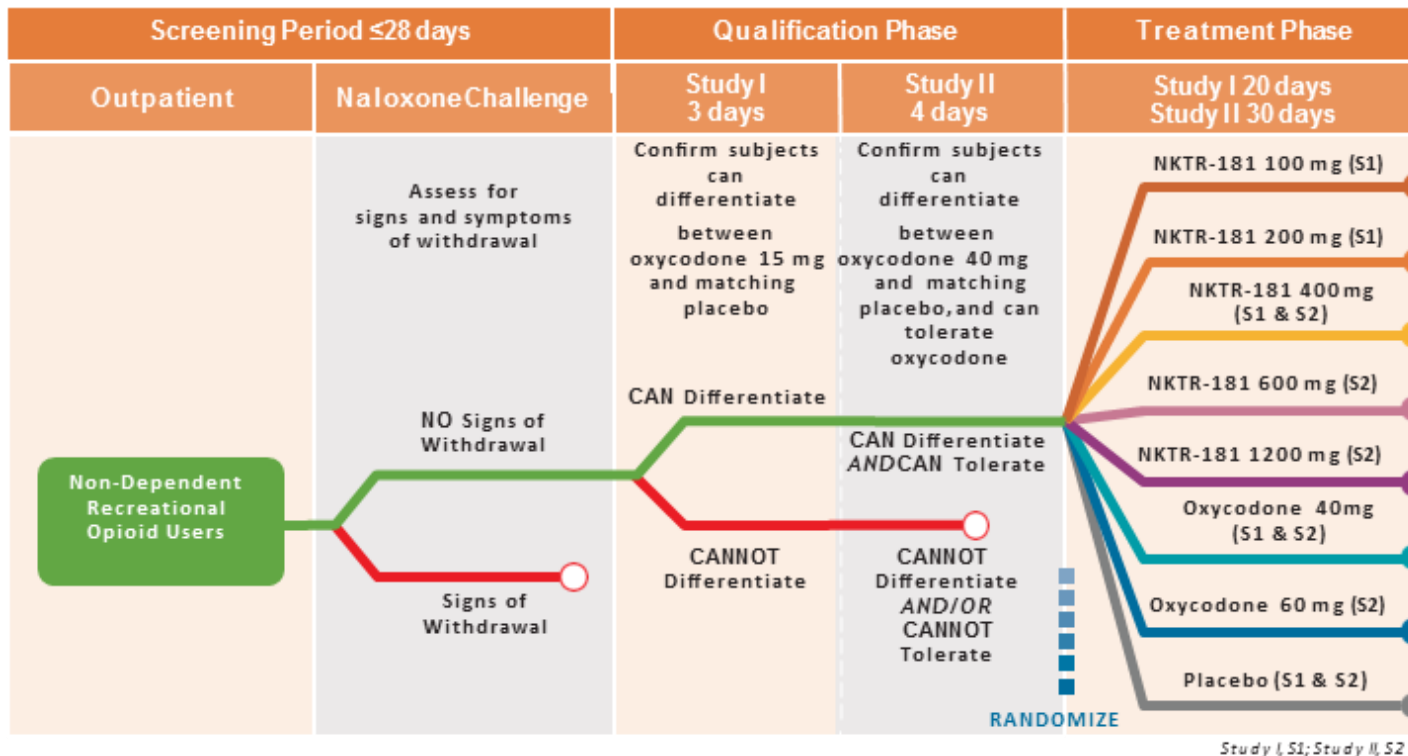 Screening Period ≤28 days
Qualification Phase
Treatment Phase
Outpatient
Naloxone Challenge
Study I
3 days
Study II
4 days
Study I 20 days
Study II 30 days
Assess for
signs and symptoms
of withdrawal
Confirm subjects
can
differentiate
between
oxycodone 15 mg
and matching
placebo
Confirm subjects
can
differentiate
between
oxycodone 40 mg
and matching
placebo, and can
tolerate
oxycodone
NKTR-181 100 mg (S1)
NKTR-181 200 mg (S1)
NKTR-181 400 mg
(S1 & S2)
NKTR-181 600 mg (S2)
NKTR-181 1200 mg (S2)
Oxycodone 40mg
(S1 & S2)
Oxycodone 60 mg (S2)
Placebo (S1 & S2)
Non-Dependent
Recreational
Opioid Users
NO Signs of
Withdrawal
Signs of
Withdrawal
CAN Differentiate
CANNOT
Differentiate
CAN Differentiate
ANDCAN Tolerate
CANNOT
Differentiate
AND/OR
CANNOT
Tolerate
RANDOMIZE
Study I, S1; Study II, S2